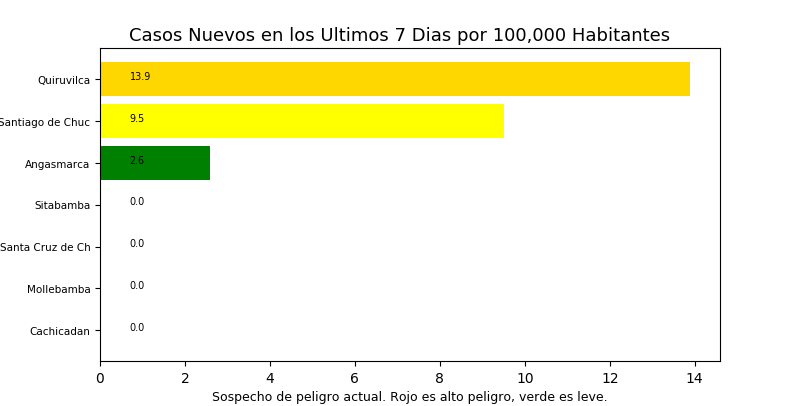 Casos Nuevos en los Ultimos 7 Dias por 100,000 Habitantes
Quiruvilca 13.9
Santiago de Chuc 9.5
Angasmarca 2.6
Sitabamba 0.0
Santa Cruz de Ch 0.0
Mollebamba 0.0
Cachicadan 0.0
0 2 4 6 8 10 12 14
Sospecho de peligro actual. Rojo es alto peligro, verde es leve.